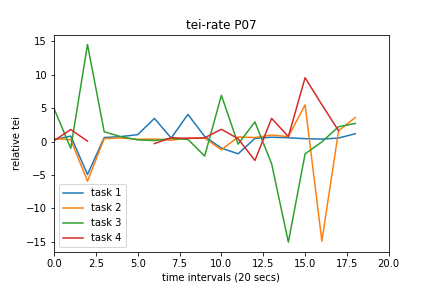 tei-rate P07
15
10
5
0
−5
−10
−15
relative tei
task 1
task 2
task 3
task 4
0.0 2.5 5.0 7.5 10.0 12.5 15.0 17.5 20.0
time intervals (20 secs)